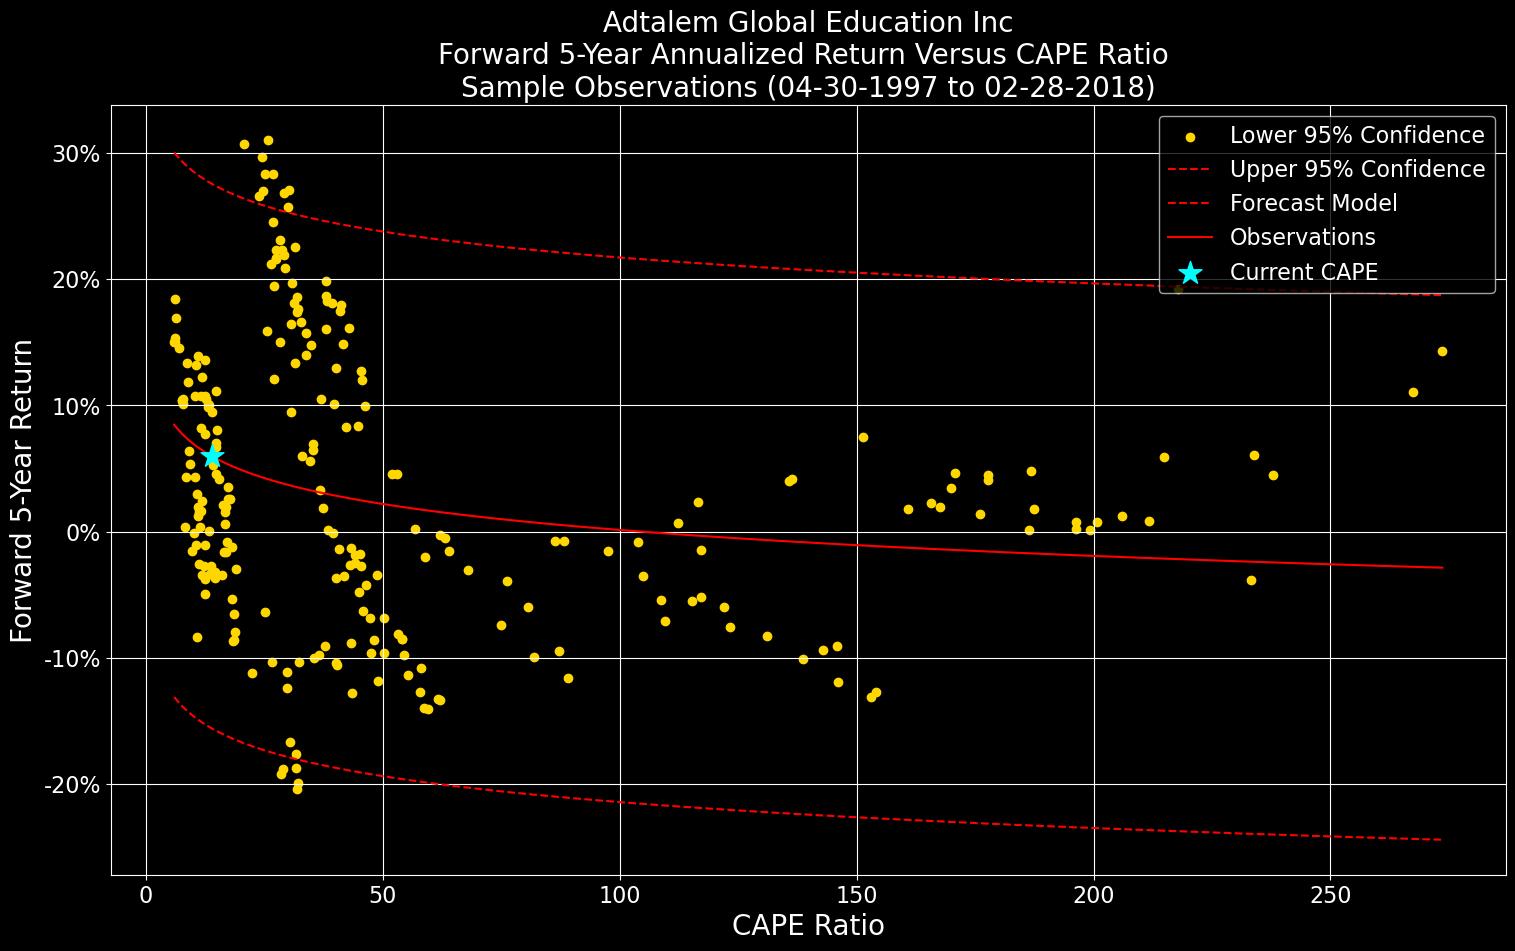 Adtalem Global Education Inc
Forward 5-Year Annualized Return Versus CAPE Ratio
Sample Observations (04-30-1997 to 02-28-2018)
Lower 95% Confidence
Upper 95% Confidence
Forecast Model
Observations
Current CAPE
Forward 5-Year Return
30%
20%
10%
0%
-10%
-20%
0
50
100
150
200
250
CAPE Ratio